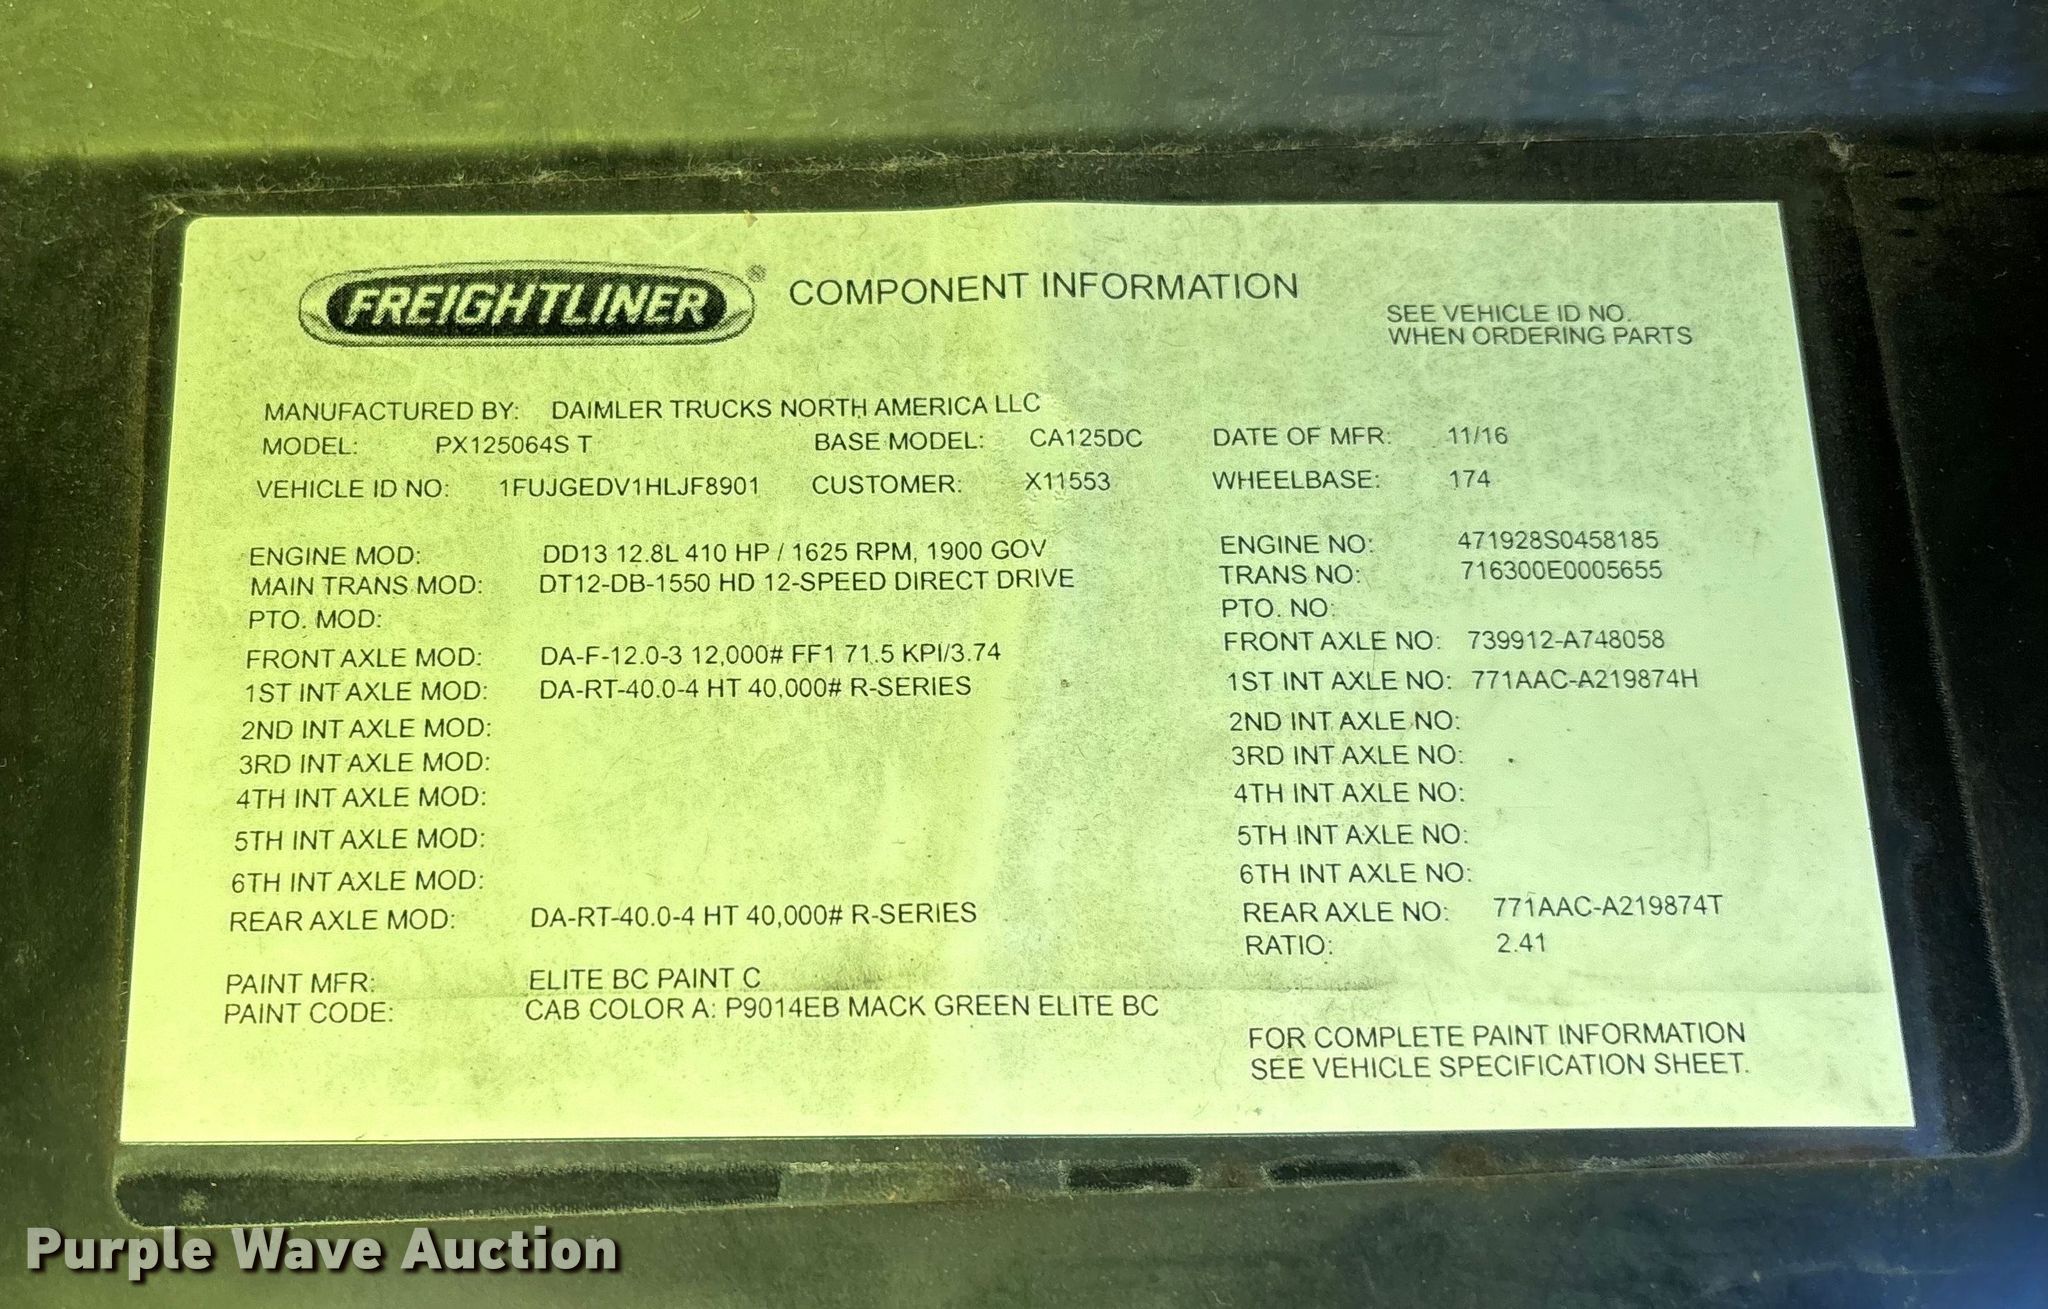 FREIGHTLINER® COMPONENT INFORMATION
SEE VEHICLE ID NO.
WHEN ORDERING PARTS
MANUFACTURED BY: DAIMLER TRUCKS NORTH AMERICA LLC
MODEL: PX125064S T BASE MODEL: CA125DC DATE OF MFR: 11/16
VEHICLE ID NO: 1FUJGEDV1HLJF8901 CUSTOMER: X11553 WHEELBASE: 174
ENGINE MOD: DD13 12.8L 410 HP / 1625 RPM, 1900 GOV ENGINE NO: 471928S0458185
MAIN TRANS MOD: DT12-DB-1550 HD 12-SPEED DIRECT DRIVE TRANS NO: 716300E0005655
PTO. MOD: PTO. NO:
FRONT AXLE MOD: DA-F-12.0-3 12,000# FF1 71.5 KPI/3.74 FRONT AXLE NO: 739912-A748058
1ST INT AXLE MOD: DA-RT-40.0-4 HT 40,000# R-SERIES 1ST INT AXLE NO: 771AAC-A219874H
2ND INT AXLE MOD: 2ND INT AXLE NO:
3RD INT AXLE MOD: 3RD INT AXLE NO:
4TH INT AXLE MOD: 4TH INT AXLE NO:
5TH INT AXLE MOD: 5TH INT AXLE NO:
6TH INT AXLE MOD: 6TH INT AXLE NO:
REAR AXLE MOD: DA-RT-40.0-4 HT 40,000# R-SERIES REAR AXLE NO: 771AAC-A219874T
RATIO: 2.41
PAINT MFR: ELITE BC PAINT C
PAINT CODE: CAB COLOR A: P9014EB MACK GREEN ELITE BC
FOR COMPLETE PAINT INFORMATION
SEE VEHICLE SPECIFICATION SHEET.
Purple Wave Auction